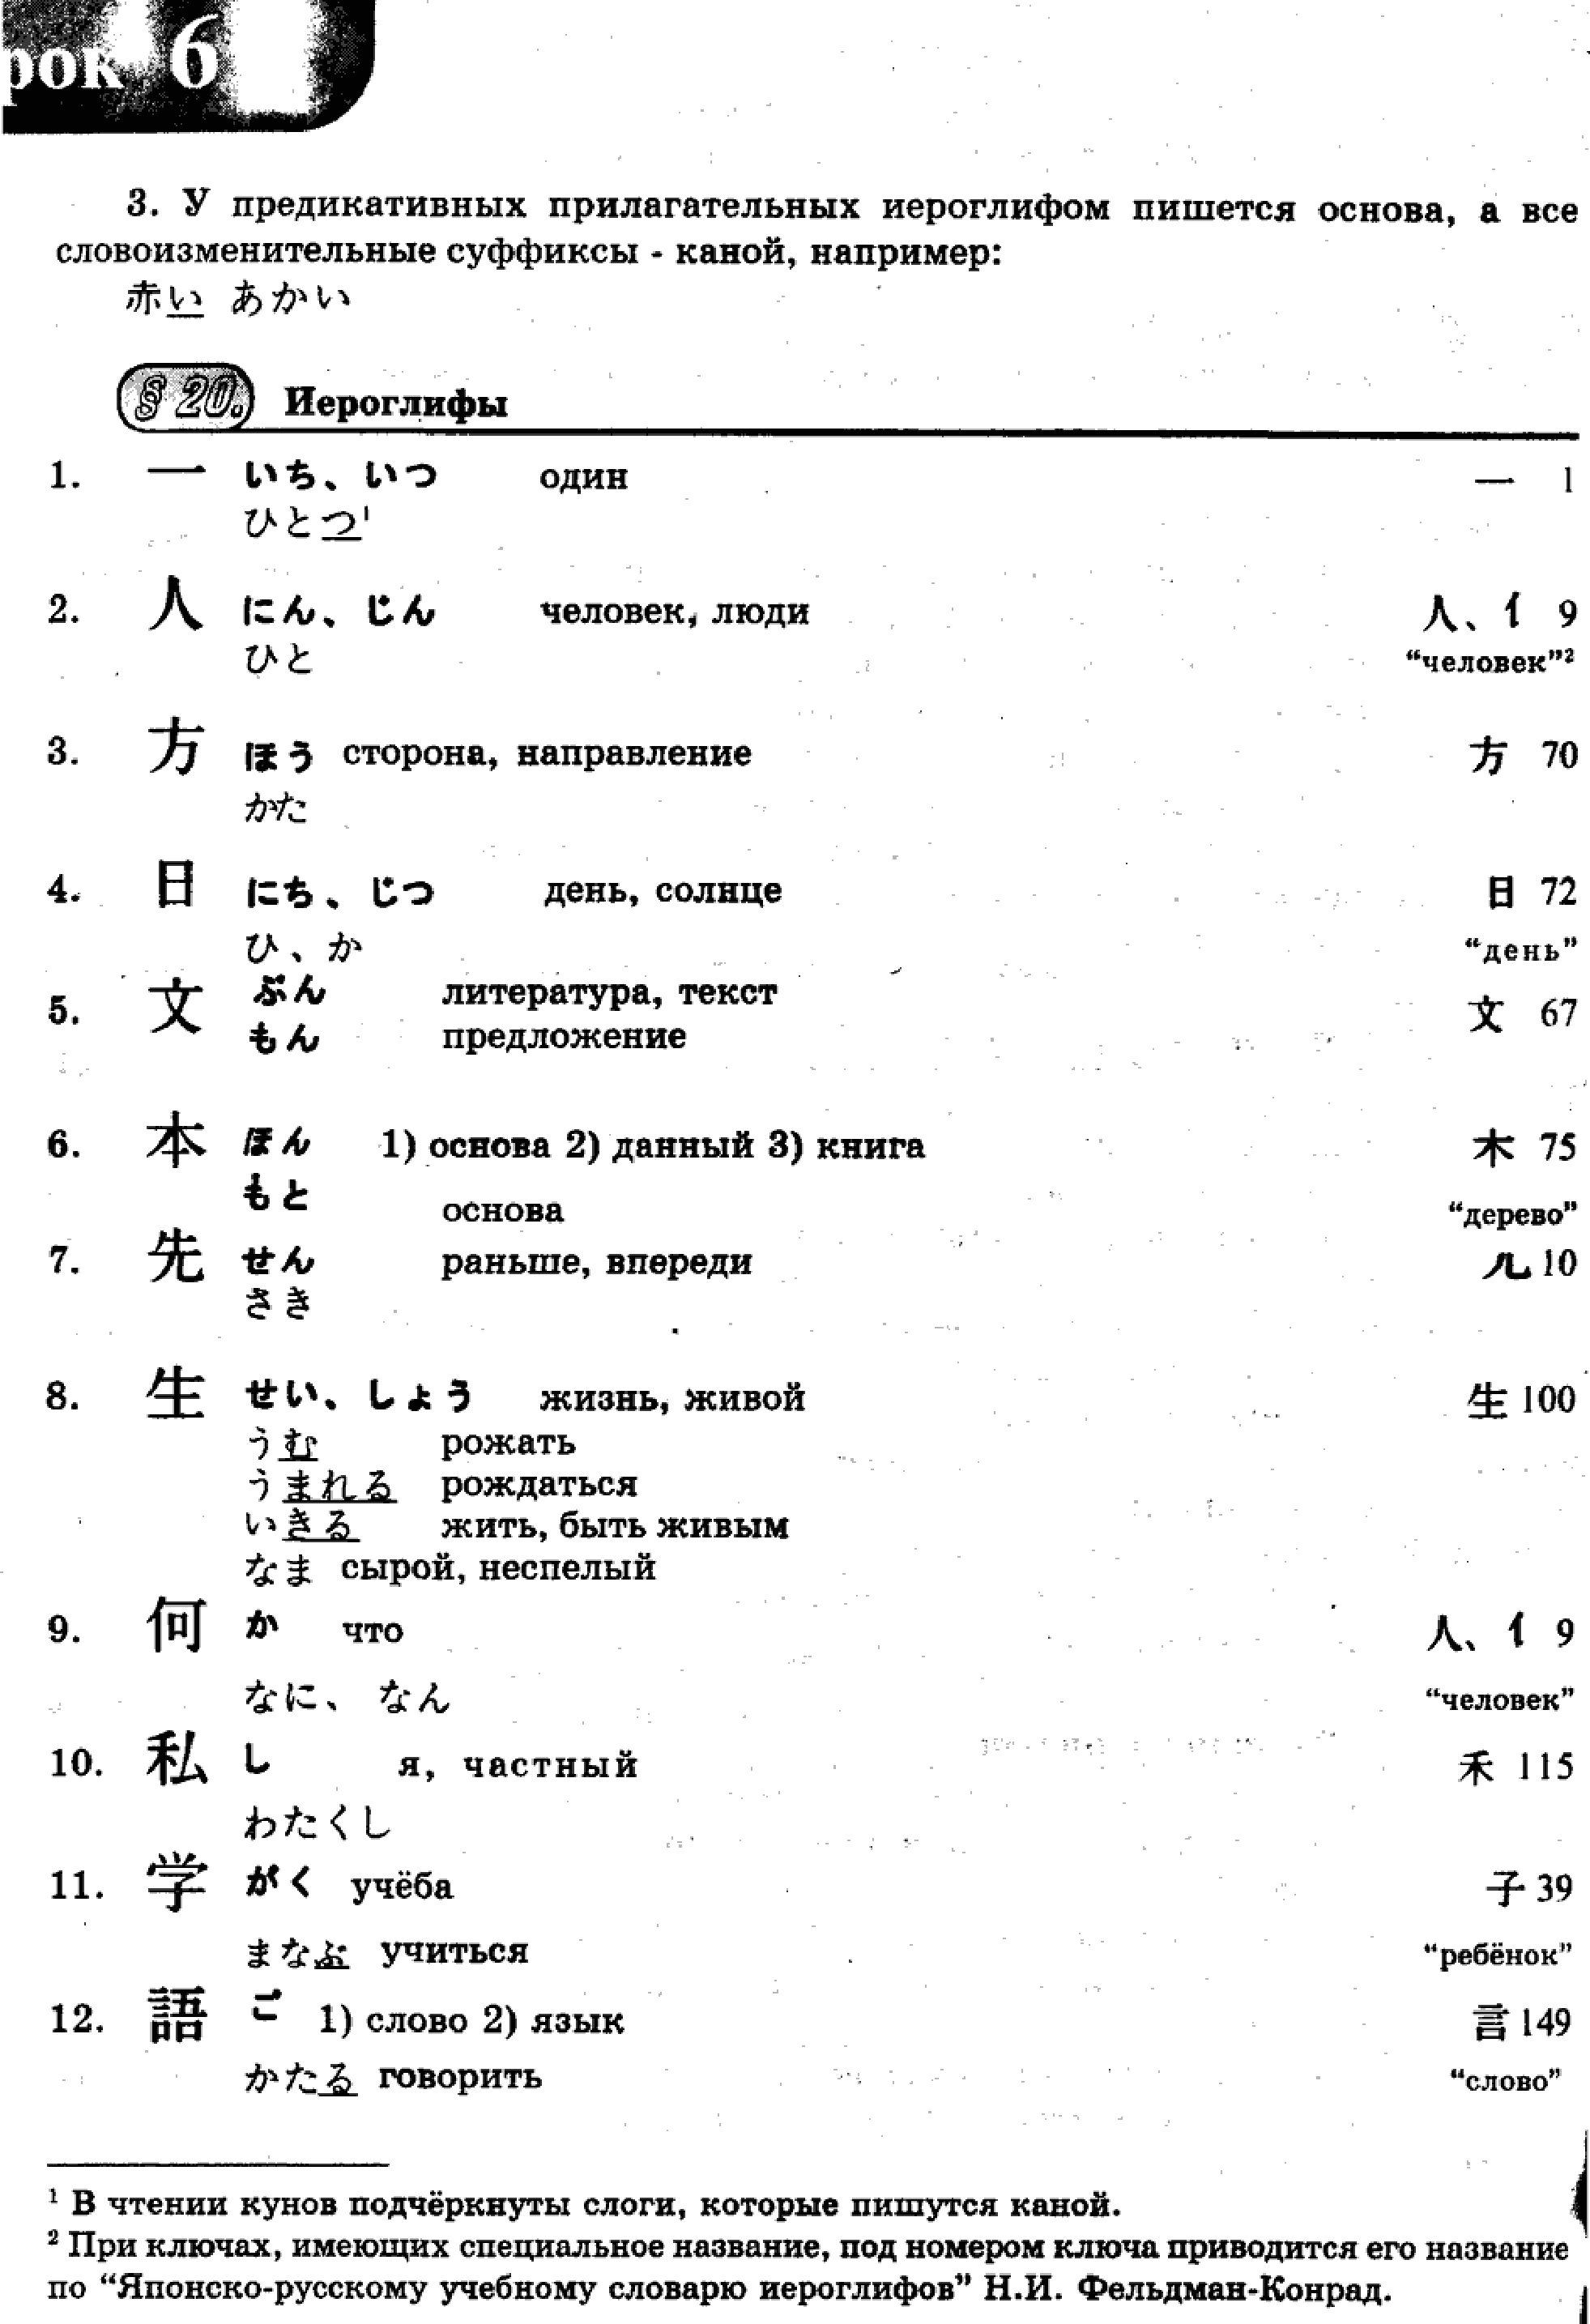 рок 6
3. У предикативных прилагательных иероглифом пишется основа, а все
словоизменительные суффиксы - каной, например:
赤い あかい
§ 20. Иероглифы
1. 一 いち、いつ один 一 1
ひとつ¹
2. 人 にん、じん человек, люди 人、亻 9
ひと “человек”²
3. 方 ほう сторона, направление 方 70
かた
4. 日 にち、じつ день, солнце 日 72
ひ、か “день”
5. 文 ぶん литература, текст 文 67
もん предложение
6. 本 ほん 1) основа 2) данный 3) книга 木 75
もと основа “дерево”
7. 先 せん раньше, впереди 儿 10
さき
8. 生 せい、しょう жизнь, живой 生 100
うむ рожать
うまれる рождаться
いきる жить, быть живым
なま сырой, неспелый
9. 何 か что 人、亻 9
なに、なん “человек”
10. 私 し я, частный 禾 115
わたくし
11. 学 がく учёба 子 39
まなぶ учиться “ребёнок”
12. 語 ご 1) слово 2) язык 言 149
かたる говорить “слово”
¹ В чтении кунов подчёркнуты слоги, которые пишутся каной.
² При ключах, имеющих специальное название, под номером ключа приводится его название
по “Японско-русскому учебному словарю иероглифов” Н.И. Фельдман-Конрад.